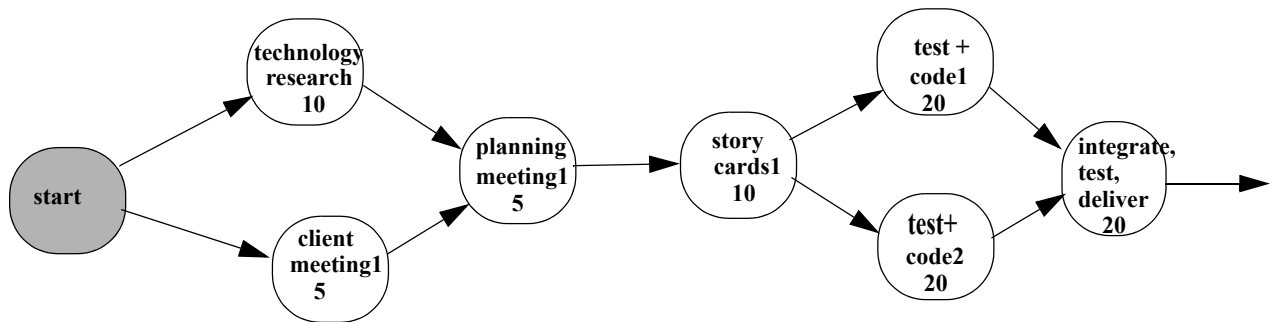 start
technology
research
10
client
meeting1
5
planning
meeting1
5
story
cards1
10
test +
code1
20
test+
code2
20
integrate,
test,
deliver
20